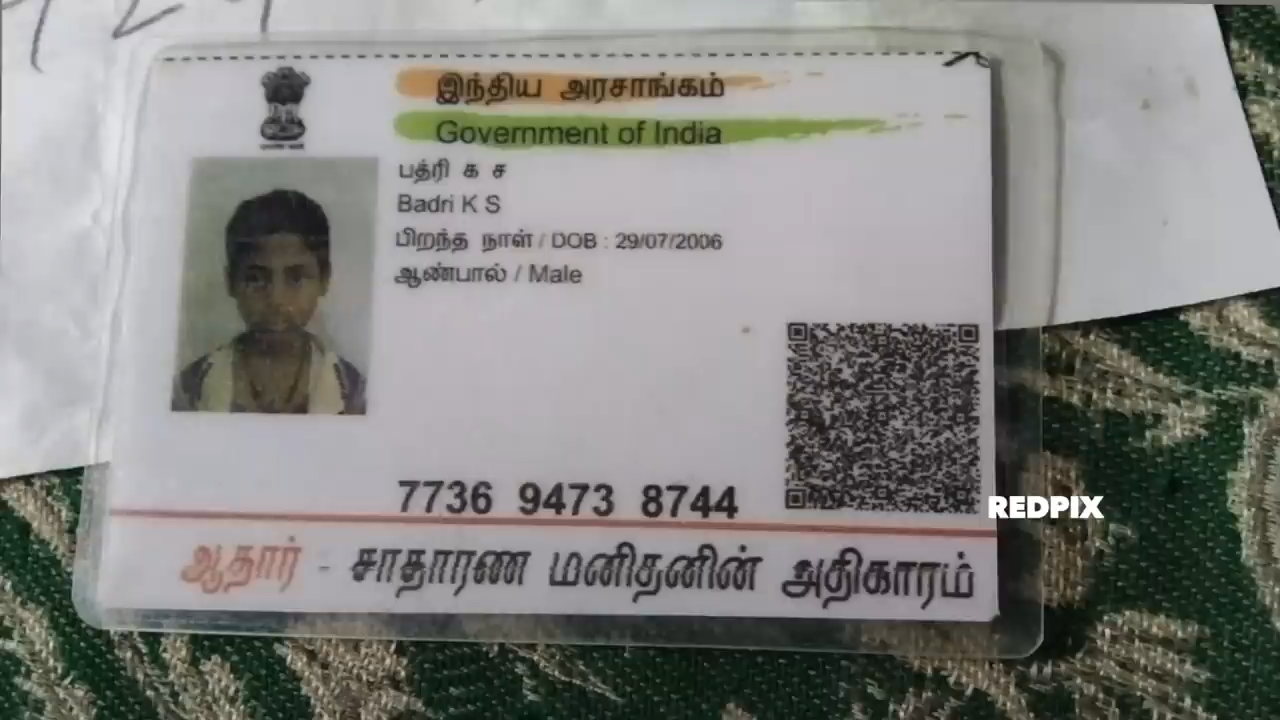 இந்திய அரசாங்கம்
Government of India
பத்ரி க ச
Badri K S
பிறந்த நாள் / DOB : 29/07/2006
ஆண்பால் / Male
7736 9473 8744
REDPIX
ஆதார் - சாதாரண மனிதனின் அதிகாரம்